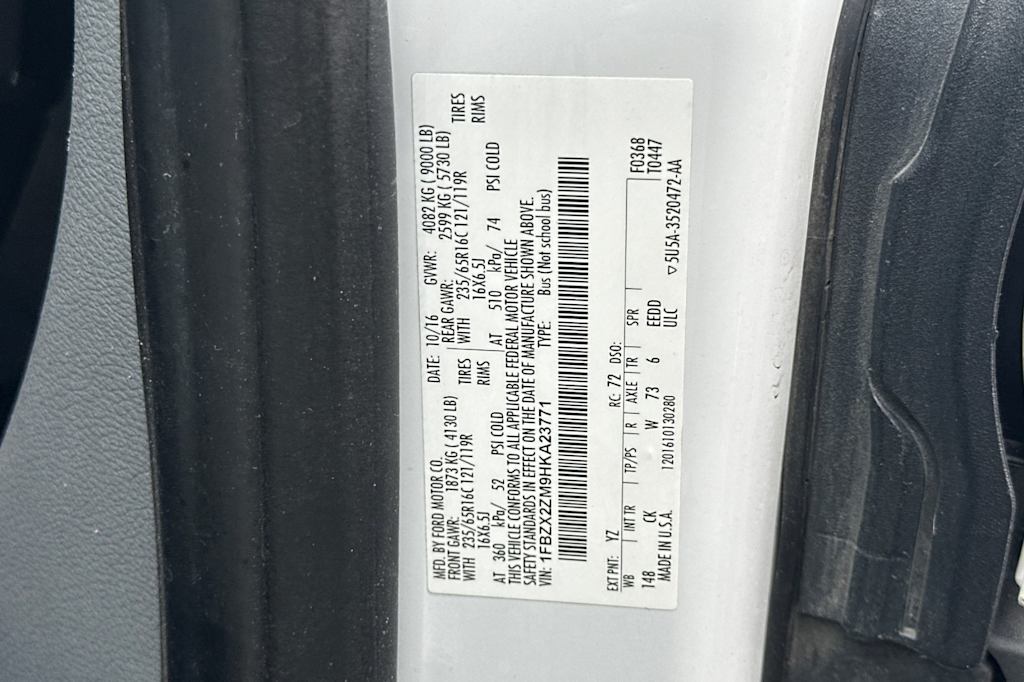 MFD. BY FORD MOTOR CO. DATE: 10/16 GVWR: 4082 KG ( 9000 LB)
FRONT GAWR: 1873 KG ( 4130 LB) REAR GAWR: 2599 KG ( 5730 LB)
WITH 235/65R16C 121/119R TIRES WITH 235/65R16C 121/119R TIRES
16X6.5J RIMS 16X6.5J RIMS
AT 360 kPa/ 52 PSI COLD AT 510 kPa/ 74 PSI COLD
THIS VEHICLE CONFORMS TO ALL APPLICABLE FEDERAL MOTOR VEHICLE
SAFETY STANDARDS IN EFFECT ON THE DATE OF MANUFACTURE SHOWN ABOVE.
VIN: 1FBZX2ZM9HKA23771 TYPE: Bus (Not school bus)
EXT PNT: YZ RC: 72 DSO: F0368
WB INT TR TP/PS R AXLE TR SPR T0447
148 CK W 73 6 EEDD
MADE IN U.S.A. 1201610130280 ULC ▽5U5A-3520472-AA